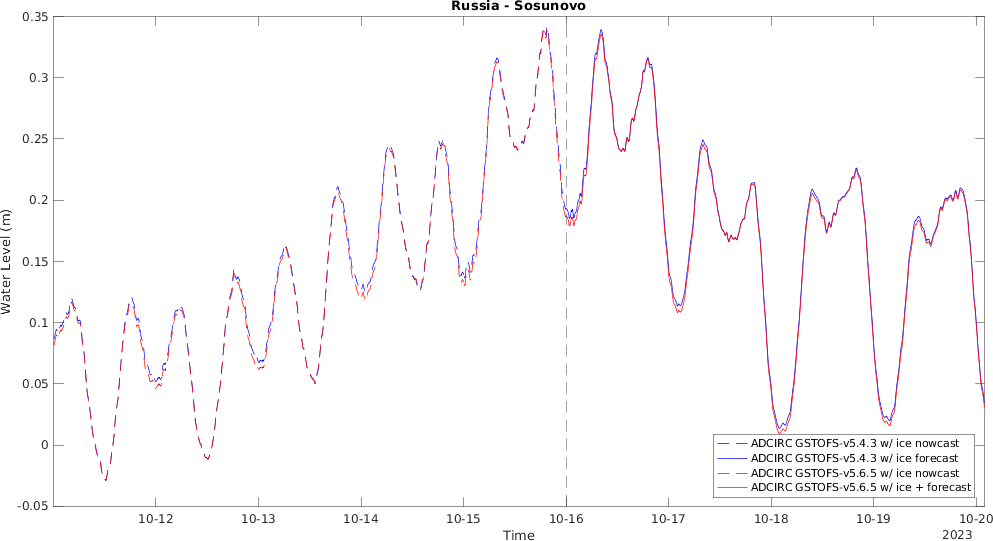 Russia - Sosunovo
0.35
0.3
0.25
0.2
0.15
0.1
0.05
0
-0.05
Water Level (m)
10-12
10-13
10-14
10-15
10-16
10-17
10-18
10-19
10-20
Time
2023
ADCIRC GSTOFS-v5.4.3 w/ ice nowcast
ADCIRC GSTOFS-v5.4.3 w/ ice forecast
ADCIRC GSTOFS-v5.6.5 w/ ice nowcast
ADCIRC GSTOFS-v5.6.5 w/ ice + forecast